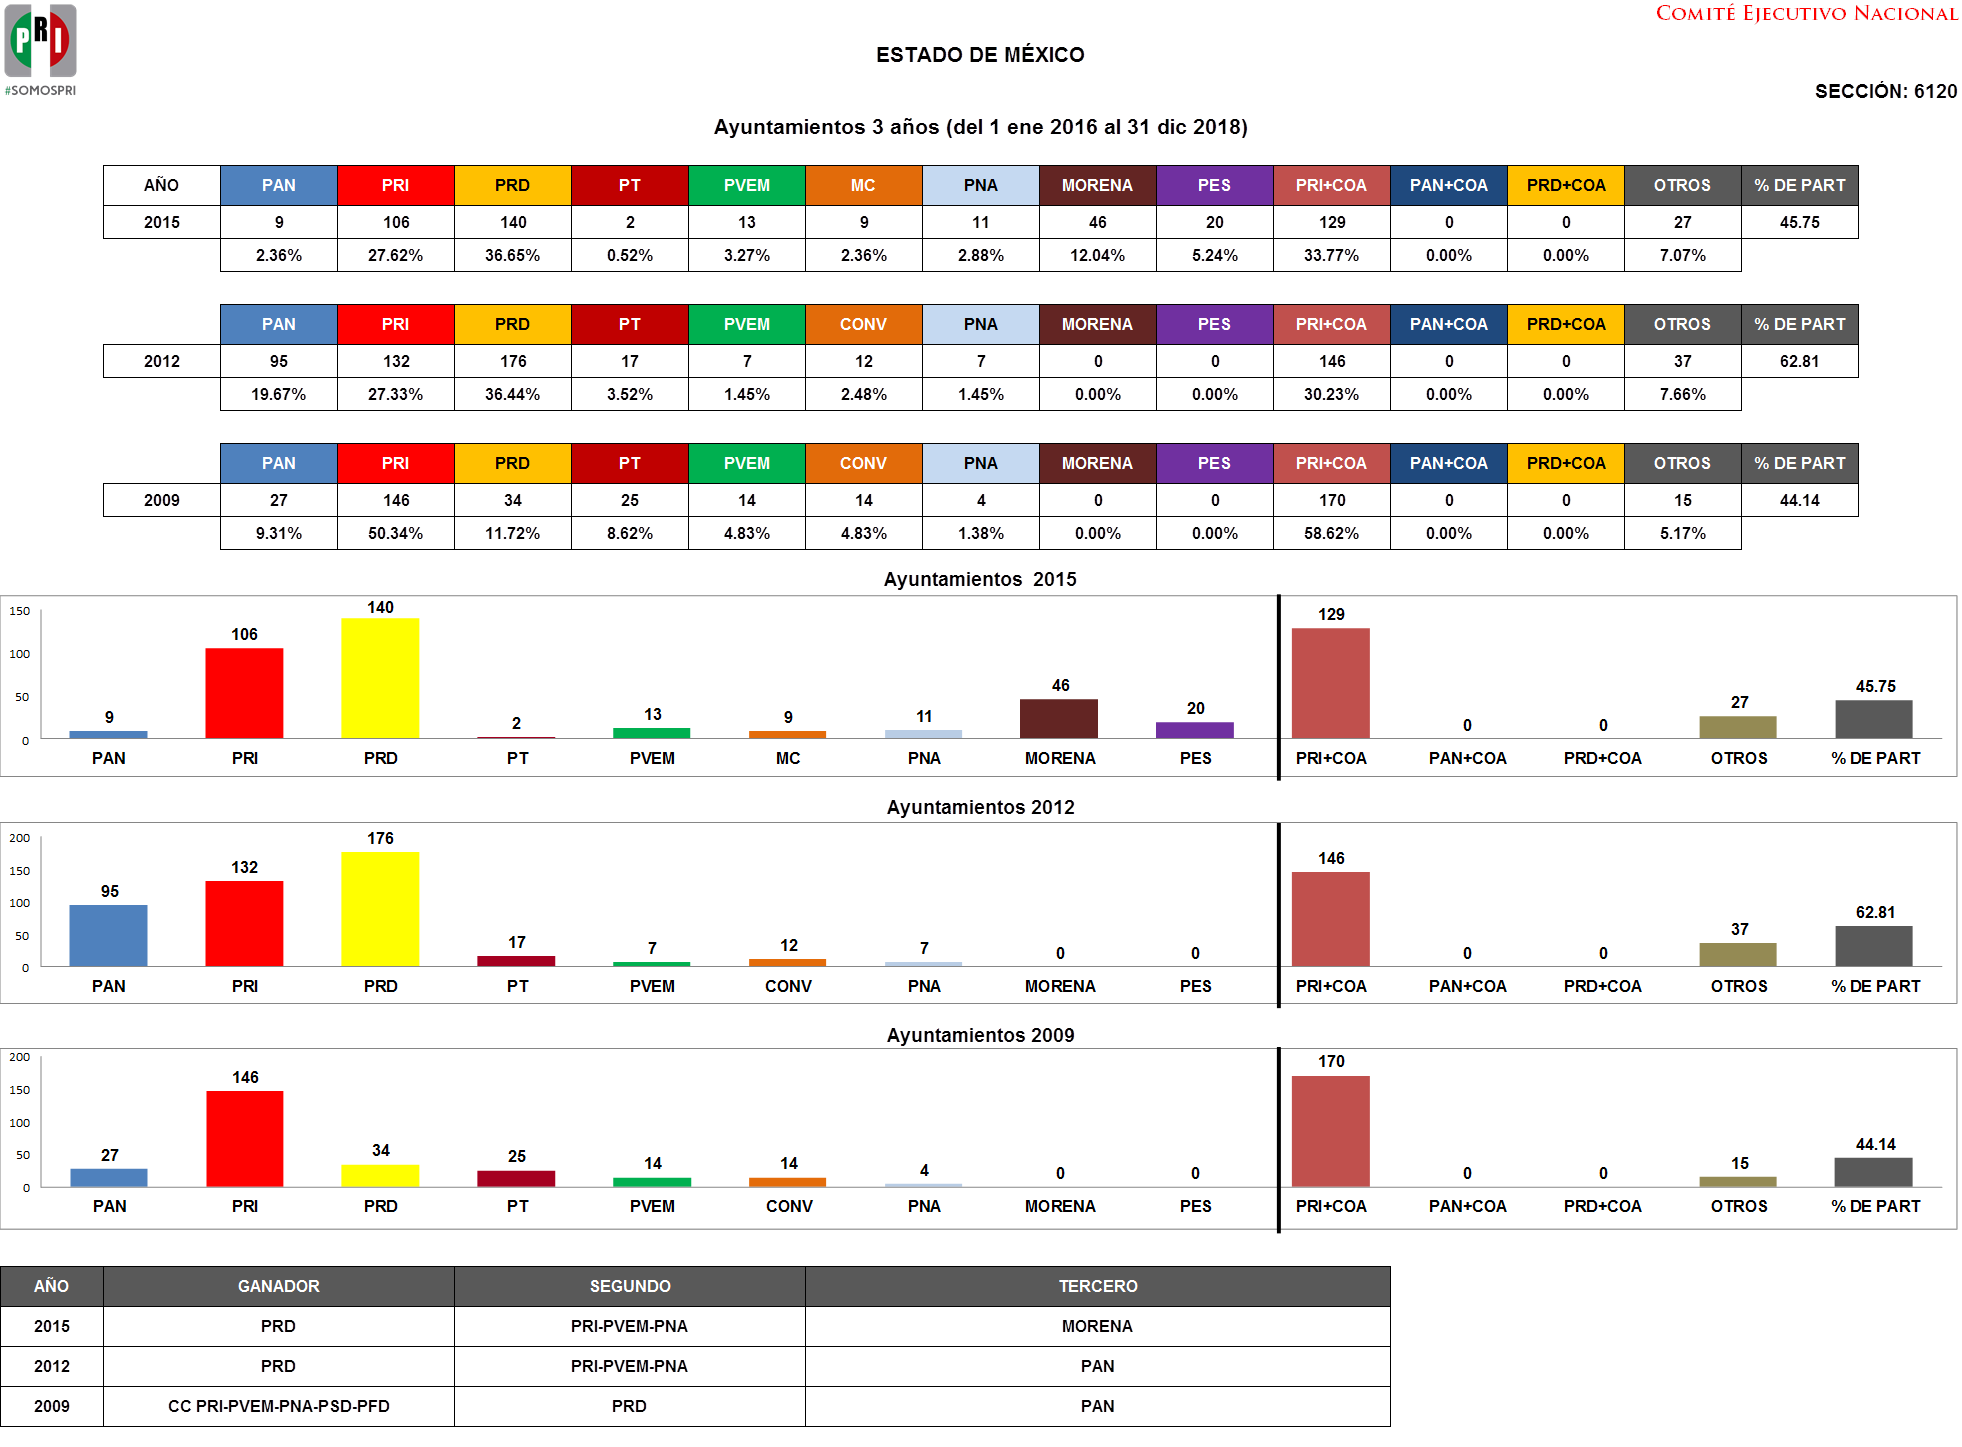 PRI
#SOMOSPRI
COMITÉ EJECUTIVO NACIONAL
ESTADO DE MÉXICO
SECCIÓN: 6120
Ayuntamientos 3 años (del 1 ene 2016 al 31 dic 2018)
AÑO PAN PRI PRD PT PVEM MC PNA MORENA PES PRI+COA PAN+COA PRD+COA OTROS % DE PART
2015 9 106 140 2 13 9 11 46 20 129 0 0 27 45.75
2.36% 27.62% 36.65% 0.52% 3.27% 2.36% 2.88% 12.04% 5.24% 33.77% 0.00% 0.00% 7.07%
PAN PRI PRD PT PVEM CONV PNA MORENA PES PRI+COA PAN+COA PRD+COA OTROS % DE PART
2012 95 132 176 17 7 12 7 0 0 146 0 0 37 62.81
19.67% 27.33% 36.44% 3.52% 1.45% 2.48% 1.45% 0.00% 0.00% 30.23% 0.00% 0.00% 7.66%
PAN PRI PRD PT PVEM CONV PNA MORENA PES PRI+COA PAN+COA PRD+COA OTROS % DE PART
2009 27 146 34 25 14 14 4 0 0 170 0 0 15 44.14
9.31% 50.34% 11.72% 8.62% 4.83% 4.83% 1.38% 0.00% 0.00% 58.62% 0.00% 0.00% 5.17%
Ayuntamientos 2015
150
100
50
0
9 106 140 2 13 9 11 46 20 129 0 0 27 45.75
PAN PRI PRD PT PVEM MC PNA MORENA PES PRI+COA PAN+COA PRD+COA OTROS % DE PART
Ayuntamientos 2012
200
150
100
50
0
95 132 176 17 7 12 7 0 0 146 0 0 37 62.81
PAN PRI PRD PT PVEM CONV PNA MORENA PES PRI+COA PAN+COA PRD+COA OTROS % DE PART
Ayuntamientos 2009
200
150
100
50
0
27 146 34 25 14 14 4 0 0 170 0 0 15 44.14
PAN PRI PRD PT PVEM CONV PNA MORENA PES PRI+COA PAN+COA PRD+COA OTROS % DE PART
AÑO GANADOR SEGUNDO TERCERO
2015 PRD PRI-PVEM-PNA MORENA
2012 PRD PRI-PVEM-PNA PAN
2009 CC PRI-PVEM-PNA-PSD-PFD PRD PAN